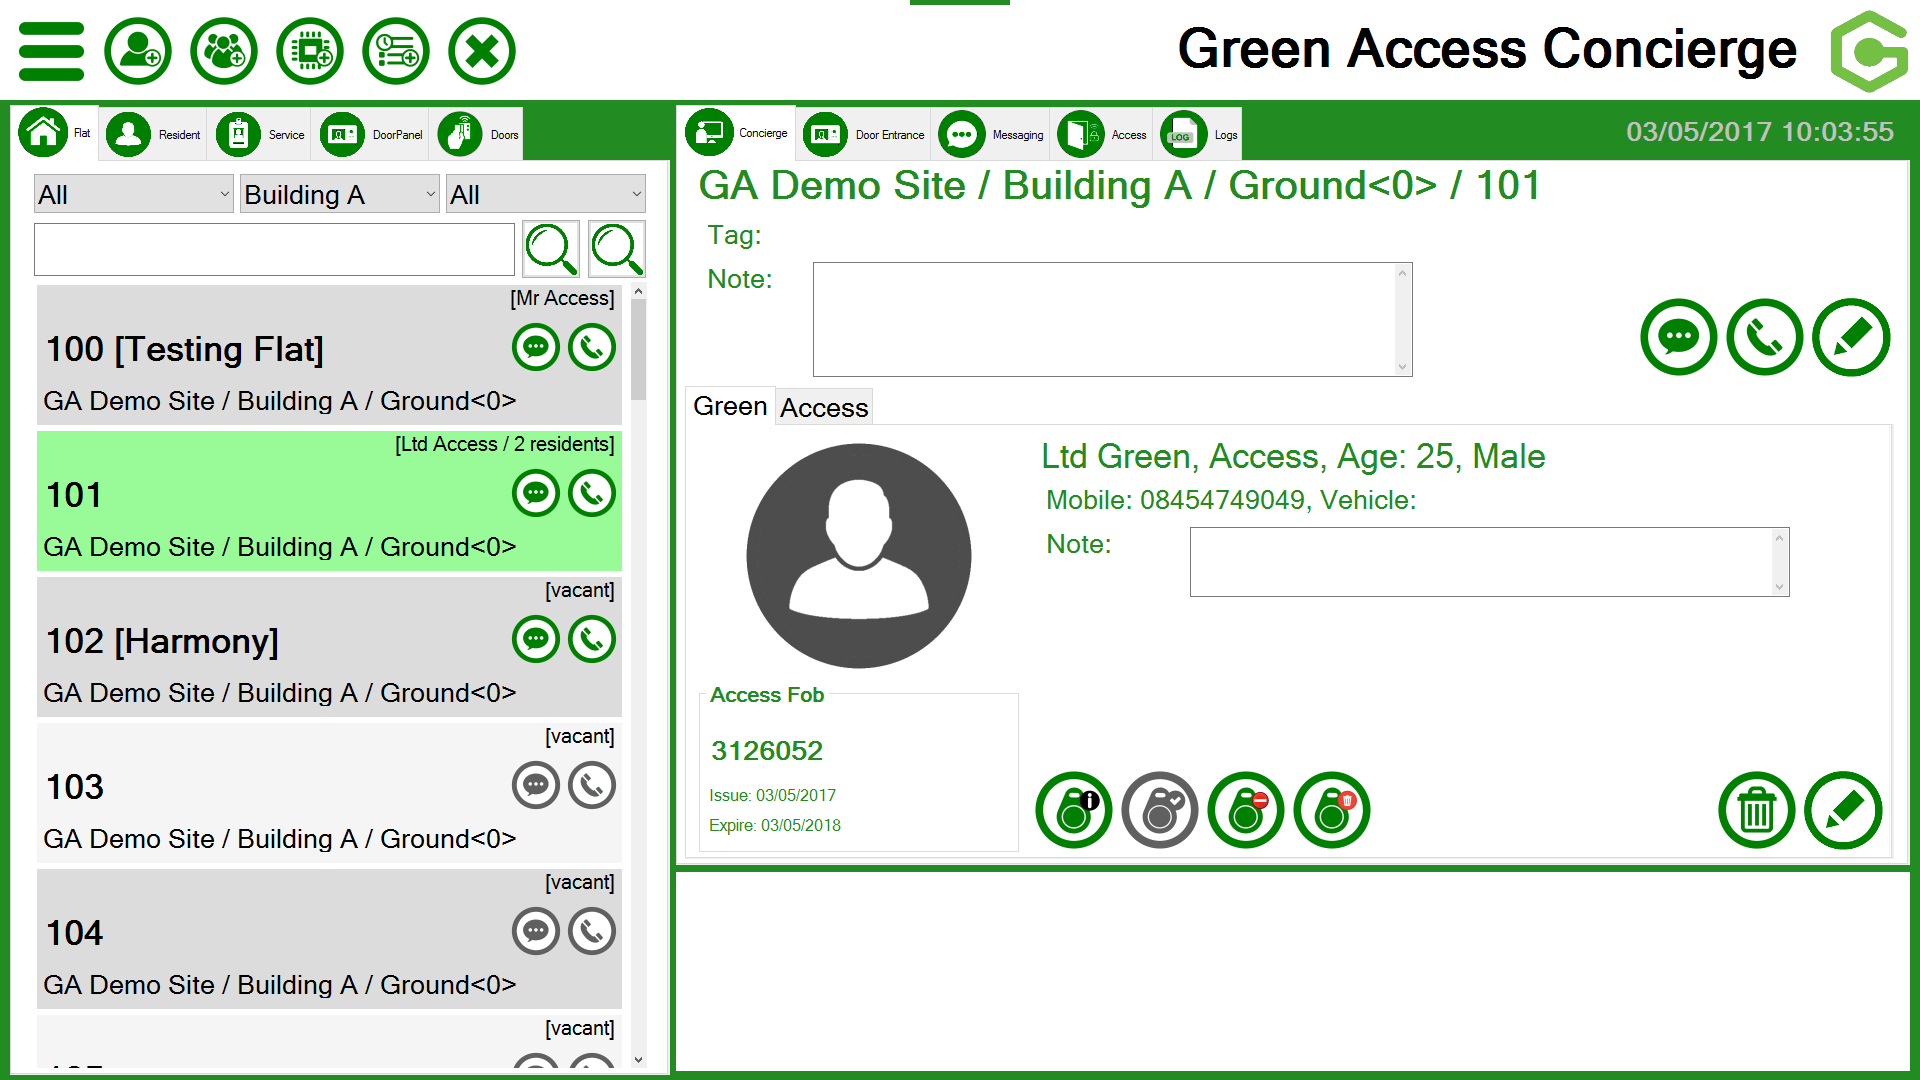 Green Access Concierge
Flat
Resident
Service
DoorPanel
Doors
All
Building A
All
[Mr Access]
100 [Testing Flat]
GA Demo Site / Building A / Ground<0>
[Ltd Access / 2 residents]
101
GA Demo Site / Building A / Ground<0>
[vacant]
102 [Harmony]
GA Demo Site / Building A / Ground<0>
[vacant]
103
GA Demo Site / Building A / Ground<0>
[vacant]
104
GA Demo Site / Building A / Ground<0>
[vacant]
Concierge
Door Entrance
Messaging
Access
LOG
Logs
03/05/2017 10:03:55
GA Demo Site / Building A / Ground<0> / 101
Tag:
Note:
Green
Access
Ltd Green, Access, Age: 25, Male
Mobile: 08454749049, Vehicle:
Note:
Access Fob
3126052
Issue: 03/05/2017
Expire: 03/05/2018